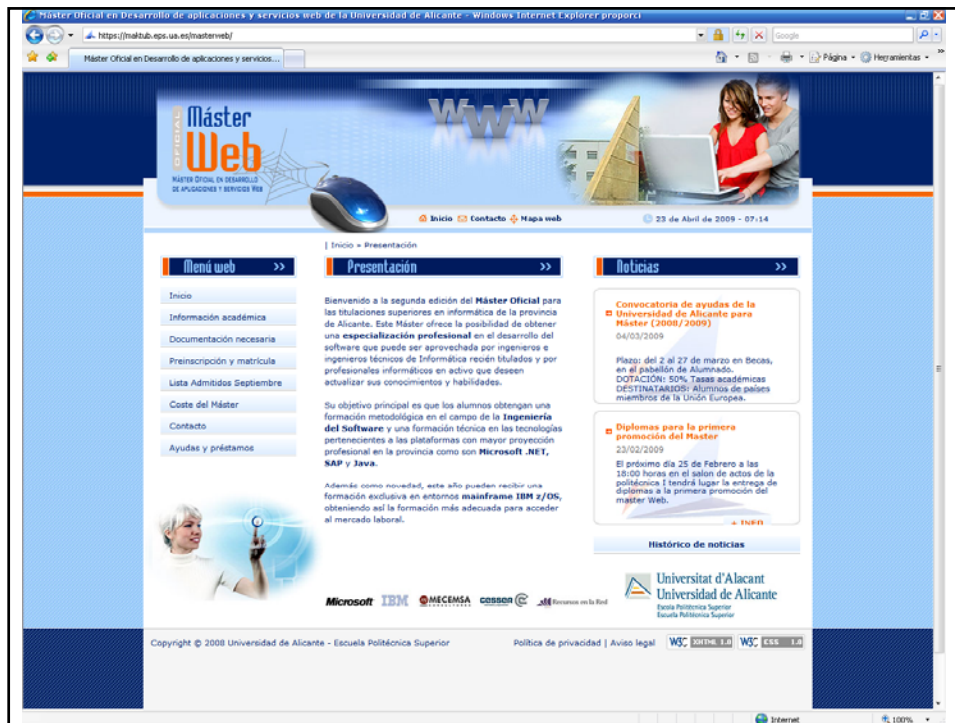 Máster Oficial en Desarrollo de aplicaciones y servicios web de la Universidad de Alicante - Windows Internet Explorer proporci
https://maktub.eps.ua.es/masterweb/
Google
Máster Oficial en Desarrollo de aplicaciones y servicios...
Página
Herramientas
WWW
OFICIAL
Máster
Web
MÁSTER OFICIAL EN DESARROLLO
DE APLICACIONES Y SERVICIOS WEB
Inicio Contacto Mapa web
23 de Abril de 2009 - 07:14
| Inicio » Presentación
Menú web >>
Inicio
Información académica
Documentación necesaria
Preinscripción y matrícula
Lista Admitidos Septiembre
Coste del Máster
Contacto
Ayudas y préstamos
Presentación >>
Bienvenido a la segunda edición del Máster Oficial para
las titulaciones superiores en informática de la provincia
de Alicante. Este Máster ofrece la posibilidad de obtener
una especialización profesional en el desarrollo del
software que puede ser aprovechada por ingenieros e
ingenieros técnicos de Informática recién titulados y por
profesionales informáticos en activo que deseen
actualizar sus conocimientos y habilidades.
Su objetivo principal es que los alumnos obtengan una
formación metodológica en el campo de la Ingeniería
del Software y una formación técnica en las tecnologías
pertenecientes a las plataformas con mayor proyección
profesional en la provincia como son Microsoft .NET,
SAP y Java.
Además como novedad, este año pueden recibir una
formación exclusiva en entornos mainframe IBM z/OS,
obteniendo así la formación más adecuada para acceder
al mercado laboral.
Noticias >>
Convocatoria de ayudas de la
Universidad de Alicante para
Máster (2008/2009)
04/03/2009
Plazo: del 2 al 27 de marzo en Becas,
en el pabellón de Alumnado.
DOTACIÓN: 50% Tasas académicas
DESTINATARIOS: Alumnos de países
miembros de la Unión Europea.
Diplomas para la primera
promoción del Master
23/02/2009
El próximo día 25 de Febrero a las
18:00 horas en el salon de actos de la
politécnica I tendrá lugar la entrega de
diplomas a la primera promoción del
master Web.
+ INFO
Histórico de noticias
Microsoft IBM MECEMSA CONSULTORES cessen Recursos en la Red
Universitat d'Alacant
Universidad de Alicante
Escola Politècnica Superior
Escuela Politécnica Superior
Copyright © 2008 Universidad de Alicante - Escuela Politécnica Superior
Política de privacidad | Aviso legal W3C XHTML 1.0 W3C CSS 1.0
Internet 100%